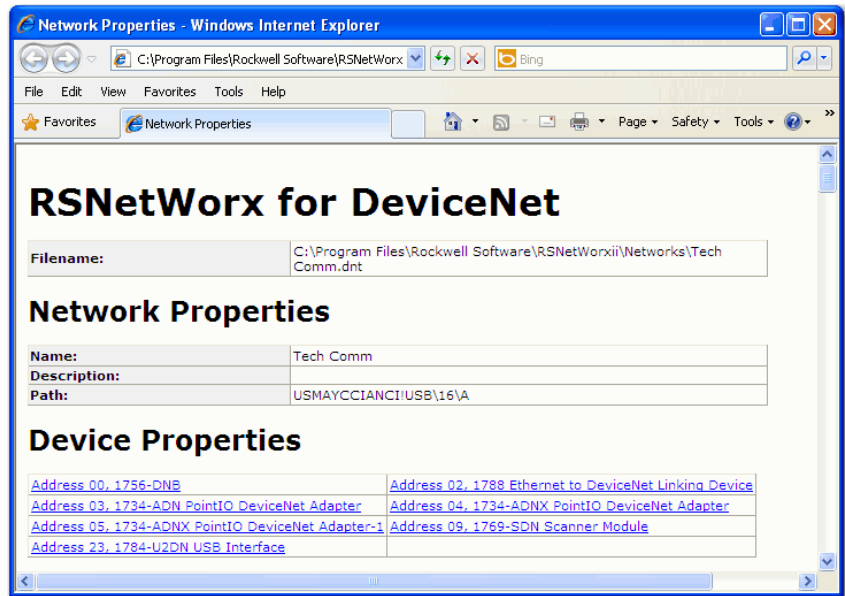 Network Properties - Windows Internet Explorer
C:\Program Files\Rockwell Software\RSNetWorx
Bing
File Edit View Favorites Tools Help
Favorites Network Properties Page Safety Tools »
RSNetWorx for DeviceNet
Filename: C:\Program Files\Rockwell Software\RSNetWorxii\Networks\Tech
Comm.dnt
Network Properties
Name: Tech Comm
Description:
Path: USMAYCCIANCI!USB\16\A
Device Properties
Address 00, 1756-DNB Address 02, 1788 Ethernet to DeviceNet Linking Device
Address 03, 1734-ADN PointIO DeviceNet Adapter Address 04, 1734-ADNX PointIO DeviceNet Adapter
Address 05, 1734-ADNX PointIO DeviceNet Adapter-1 Address 09, 1769-SDN Scanner Module
Address 23, 1784-U2DN USB Interface